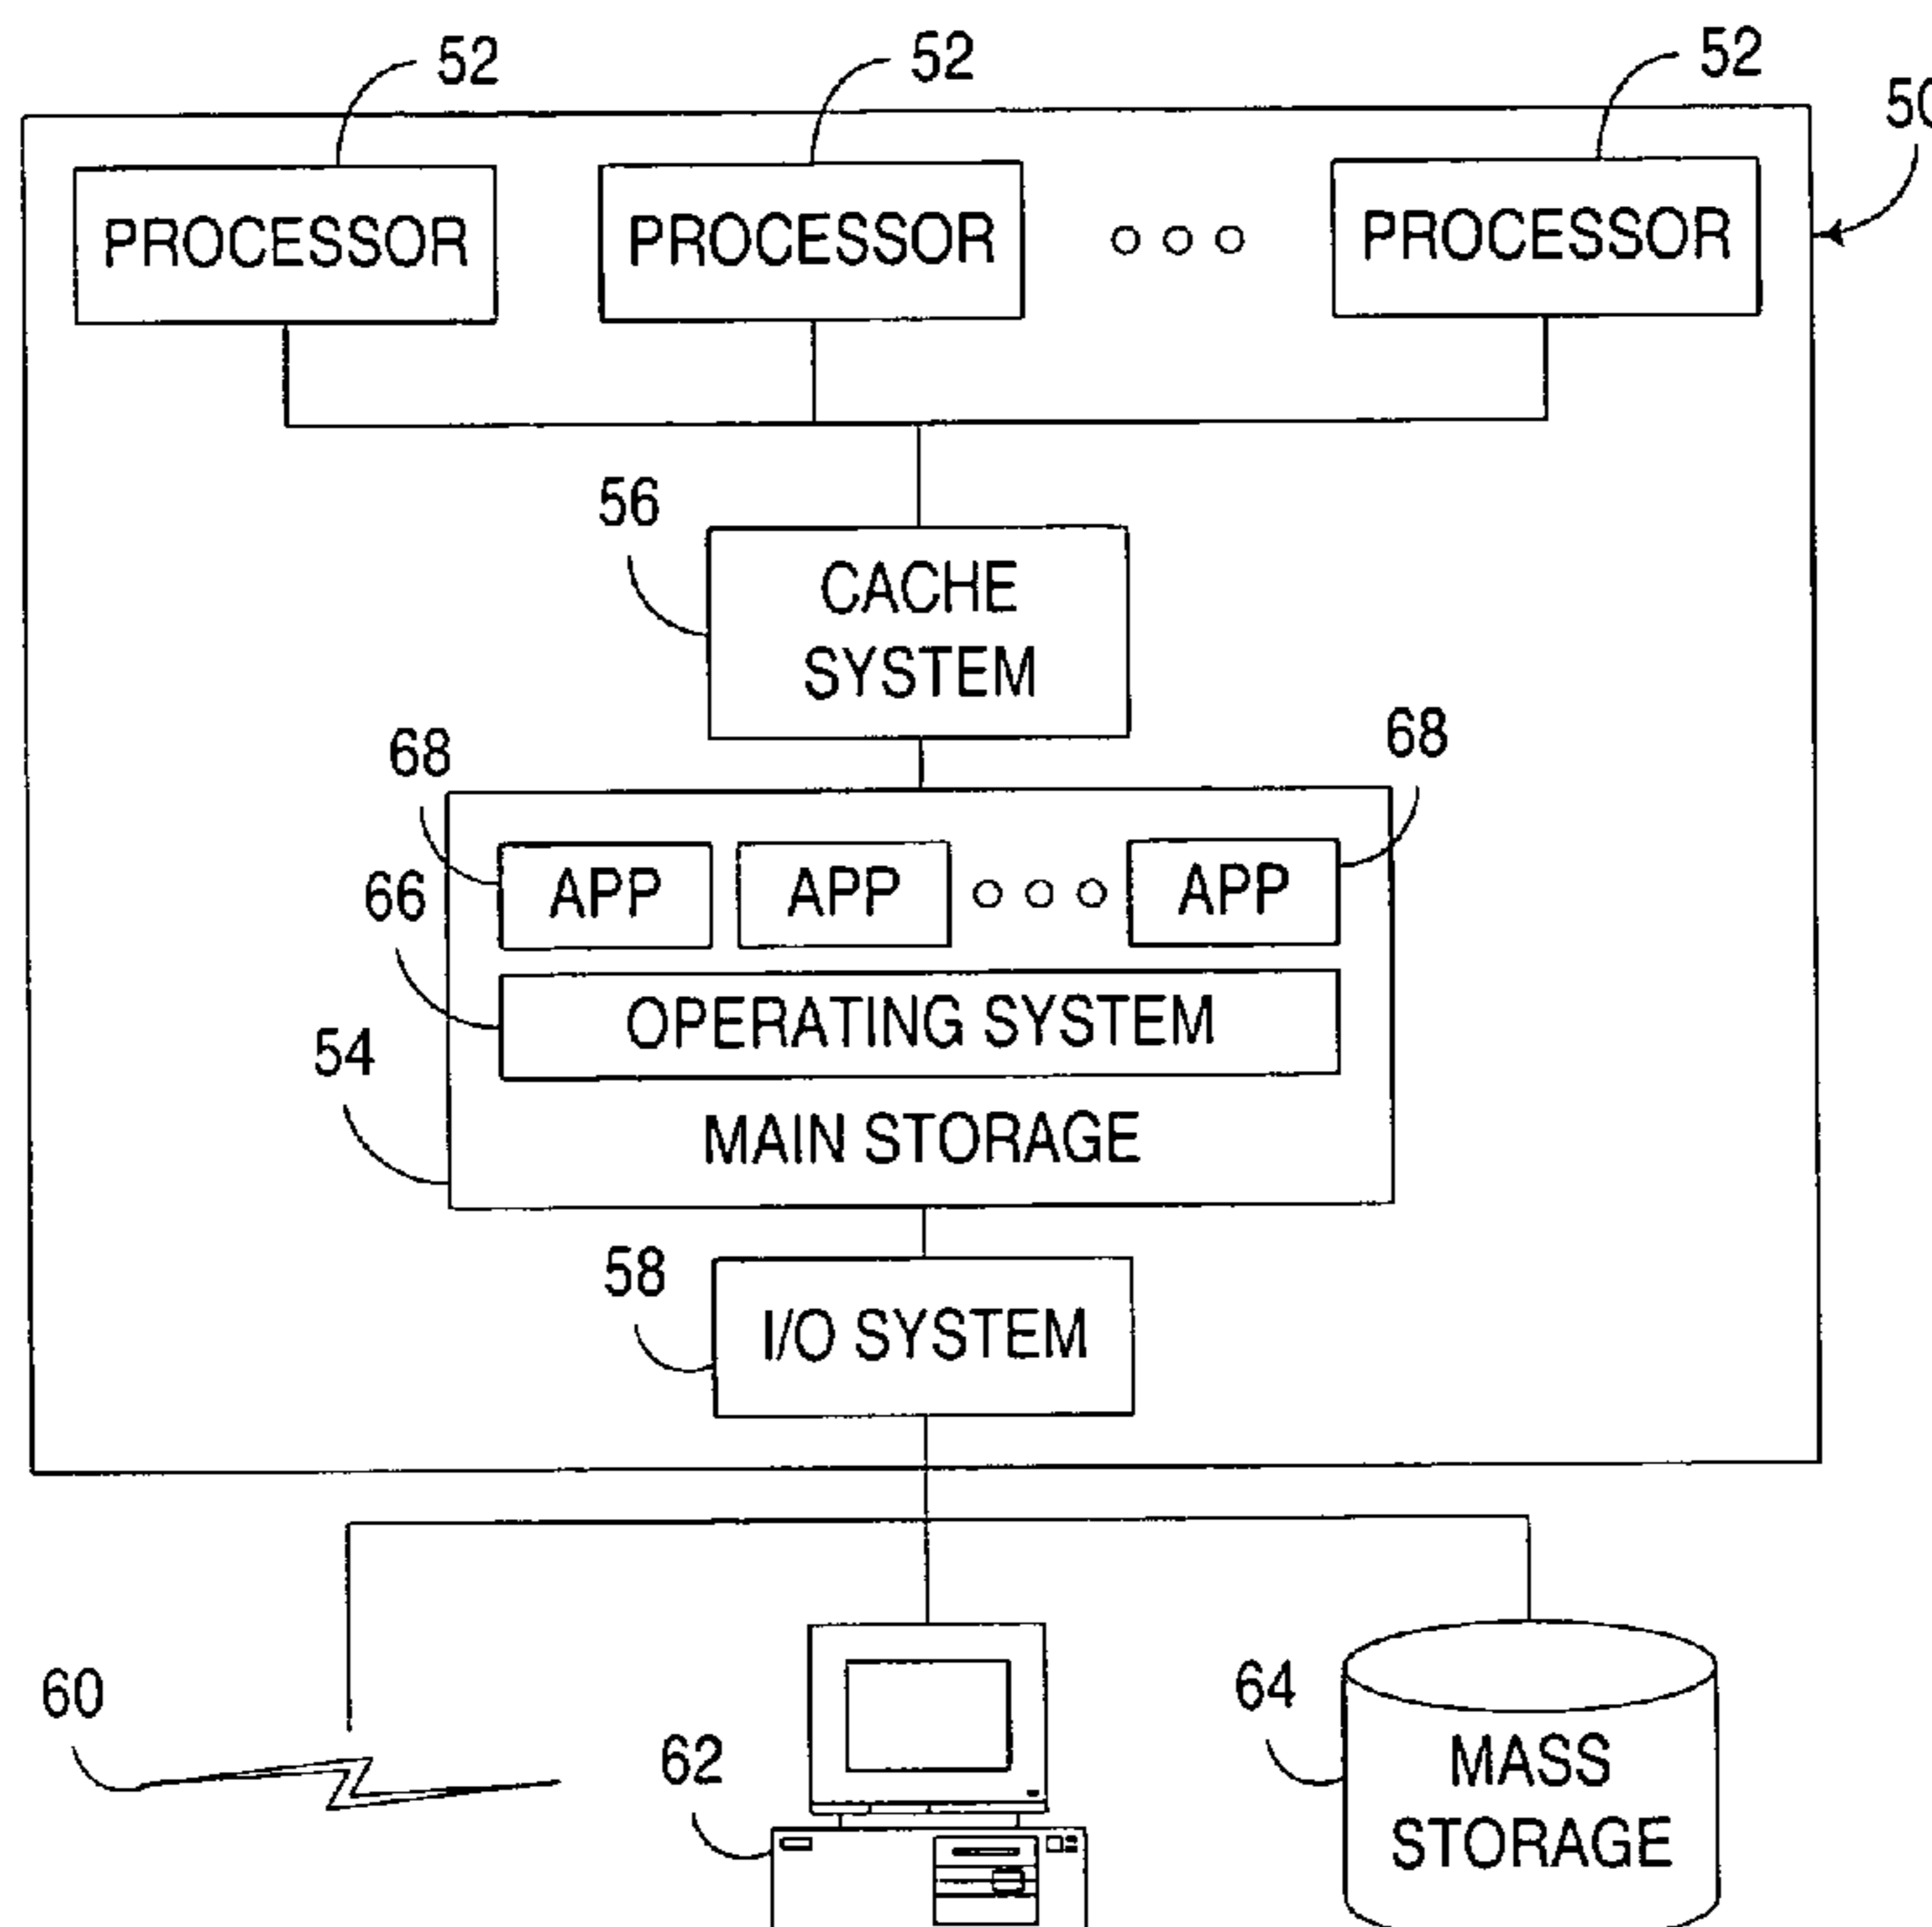 52
52
52
50
PROCESSOR
PROCESSOR
PROCESSOR
56
CACHE
SYSTEM
68
68
APP
APP
APP
66
OPERATING SYSTEM
54
MAIN STORAGE
58
I/O SYSTEM
60
62
64
MASS
STORAGE